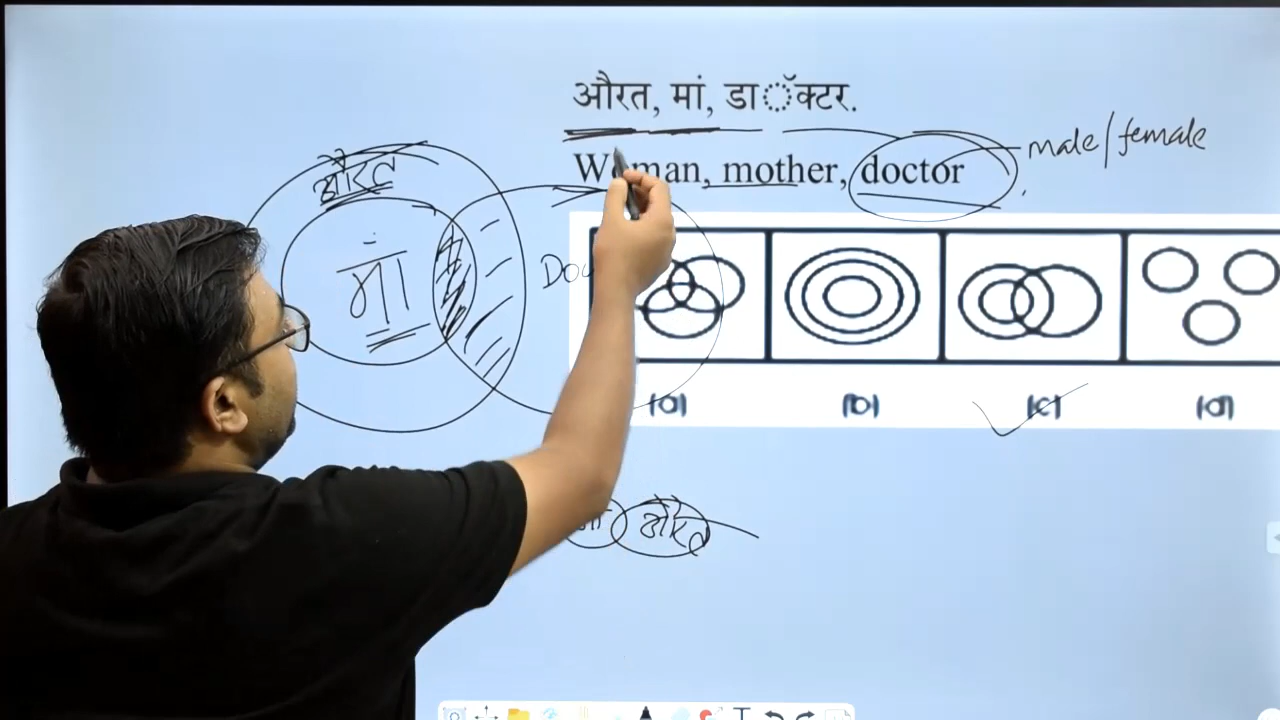 औरत, मां, डाॅक्टर.
Woman, mother, doctor
male/female
औरत
मां
(a) (b) (c) (d)
औरत